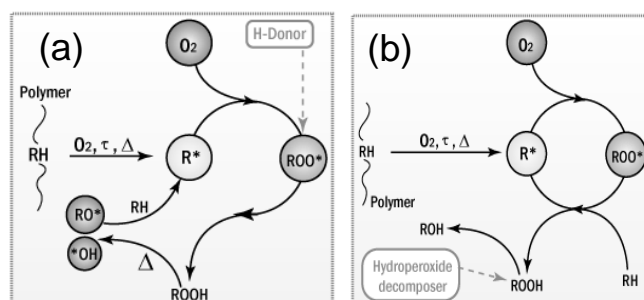 (a)
O₂
H-Donor
Polymer
RH
O₂, τ, Δ
R*
ROO*
RO*
RH
*OH
Δ
ROOH
(b)
O₂
RH
O₂, τ, Δ
R*
ROO*
Polymer
ROH
Hydroperoxide
decomposer
ROOH
RH